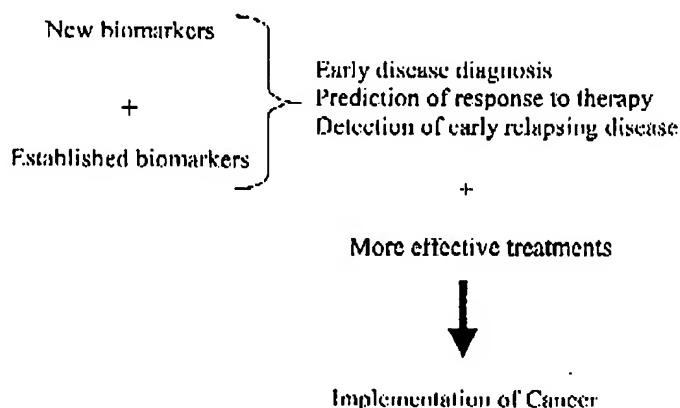 New biomarkers
+
Established biomarkers
Early disease diagnosis
Prediction of response to therapy
Detection of early relapsing disease
+
More effective treatments
Implementation of Cancer